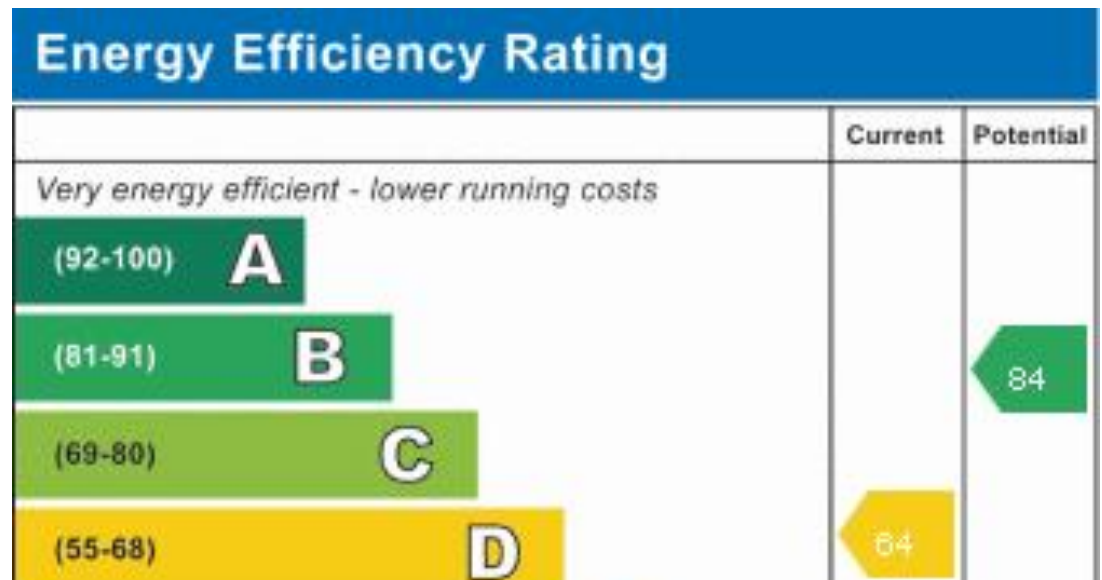 Energy Efficiency Rating
Current Potential
Very energy efficient - lower running costs
(92-100) A
(81-91) B
84
(69-80) C
(55-68) D
64